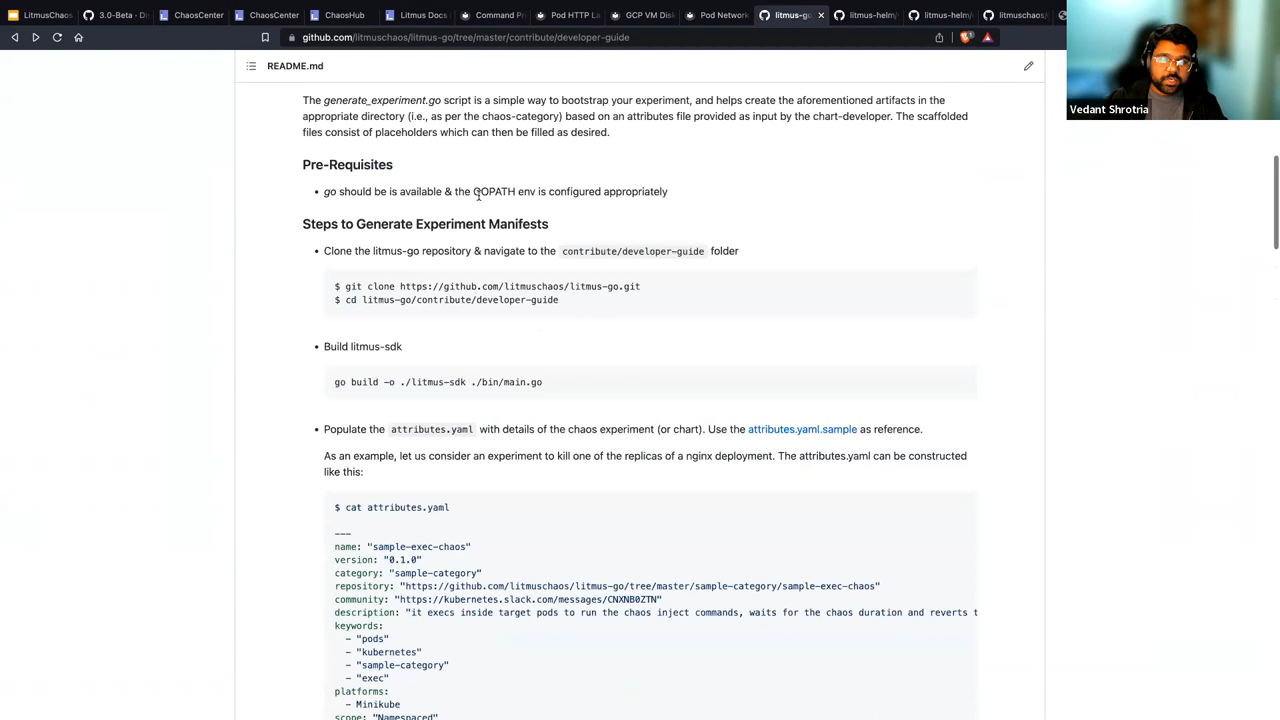 LitmusChaos
3.0-Beta · Dis
ChaosCenter
ChaosCenter
ChaosHub
Litmus Docs
Command Pr
Pod HTTP La
GCP VM Disk
Pod Network
litmus-go
litmus-helm/
litmus-helm/
litmuschaos/
github.com/litmuschaos/litmus-go/tree/master/contribute/developer-guide
README.md
Vedant Shrotria
The generate_experiment.go script is a simple way to bootstrap your experiment, and helps create the aforementioned artifacts in the
appropriate directory (i.e., as per the chaos-category) based on an attributes file provided as input by the chart-developer. The scaffolded
files consist of placeholders which can then be filled as desired.
Pre-Requisites
• go should be is available & the GOPATH env is configured appropriately
Steps to Generate Experiment Manifests
• Clone the litmus-go repository & navigate to the contribute/developer-guide folder
$ git clone https://github.com/litmuschaos/litmus-go.git
$ cd litmus-go/contribute/developer-guide
• Build litmus-sdk
go build -o ./litmus-sdk ./bin/main.go
• Populate the attributes.yaml with details of the chaos experiment (or chart). Use the attributes.yaml.sample as reference.
As an example, let us consider an experiment to kill one of the replicas of a nginx deployment. The attributes.yaml can be constructed
like this:
$ cat attributes.yaml
---
name: "sample-exec-chaos"
version: "0.1.0"
category: "sample-category"
repository: "https://github.com/litmuschaos/litmus-go/tree/master/sample-category/sample-exec-chaos"
community: "https://kubernetes.slack.com/messages/CNXNB0ZTN"
description: "it execs inside target pods to run the chaos inject commands, waits for the chaos duration and reverts t
keywords:
- "pods"
- "kubernetes"
- "sample-category"
- "exec"
platforms:
- Minikube
scope: "Namespaced"